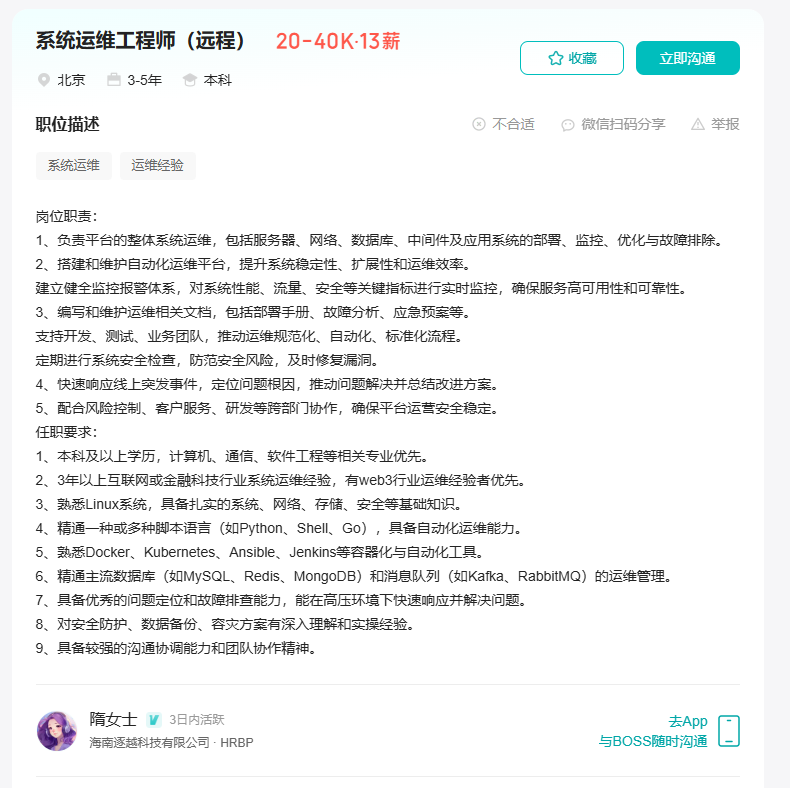 系统运维工程师（远程） 20-40K·13薪
收藏 立即沟通
北京 3-5年 本科
职位描述 不合适 微信扫码分享 举报
系统运维 运维经验
岗位职责：
1、负责平台的整体系统运维，包括服务器、网络、数据库、中间件及应用系统的部署、监控、优化与故障排除。
2、搭建和维护自动化运维平台，提升系统稳定性、扩展性和运维效率。
建立健全监控报警体系，对系统性能、流量、安全等关键指标进行实时监控，确保服务高可用性和可靠性。
3、编写和维护运维相关文档，包括部署手册、故障分析、应急预案等。
支持开发、测试、业务团队，推动运维规范化、自动化、标准化流程。
定期进行系统安全检查，防范安全风险，及时修复漏洞。
4、快速响应线上突发事件，定位问题根因，推动问题解决并总结改进方案。
5、配合风险控制、客户服务、研发等跨部门协作，确保平台运营安全稳定。
任职要求：
1、本科及以上学历，计算机、通信、软件工程等相关专业优先。
2、3年以上互联网或金融科技行业系统运维经验，有web3行业运维经验者优先。
3、熟悉Linux系统，具备扎实的系统、网络、存储、安全等基础知识。
4、精通一种或多种脚本语言（如Python、Shell、Go），具备自动化运维能力。
5、熟悉Docker、Kubernetes、Ansible、Jenkins等容器化与自动化工具。
6、精通主流数据库（如MySQL、Redis、MongoDB）和消息队列（如Kafka、RabbitMQ）的运维管理。
7、具备优秀的问题定位和故障排查能力，能在高压环境下快速响应并解决问题。
8、对安全防护、数据备份、容灾方案有深入理解和实操经验。
9、具备较强的沟通协调能力和团队协作精神。
隋女士 3日内活跃
海南逐越科技有限公司 · HRBP
去App
与BOSS随时沟通